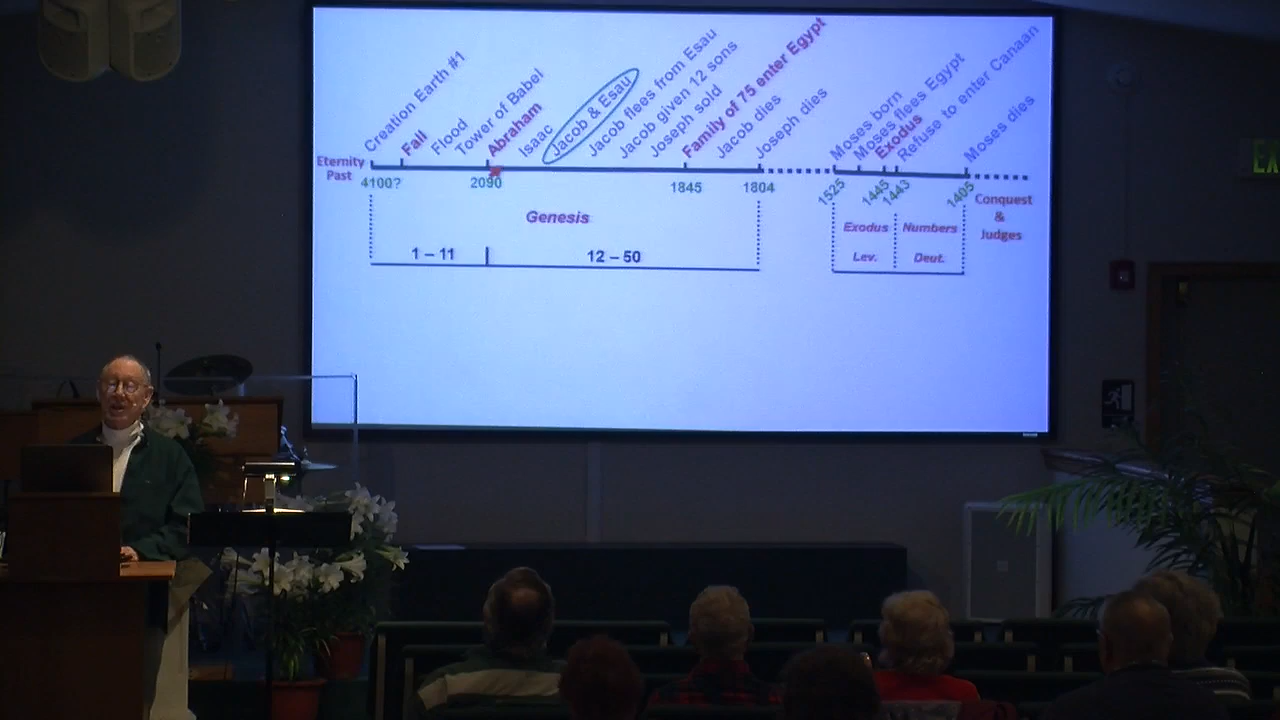 Creation Earth #1
Fall
Flood
Tower of Babel
Abraham
Isaac
Jacob & Esau
Jacob flees from Esau
Jacob given 12 sons
Joseph sold
Family of 75 enter Egypt
Jacob dies
Joseph dies
Moses born
Moses flees Egypt
Exodus
Refuse to enter Canaan
Moses dies
Eternity
Past
4100?
2090
1845
1804
1525
1445
1443
1405
Conquest
&
Judges
Genesis
1 – 11
12 – 50
Exodus
Numbers
Lev.
Deut.
EX